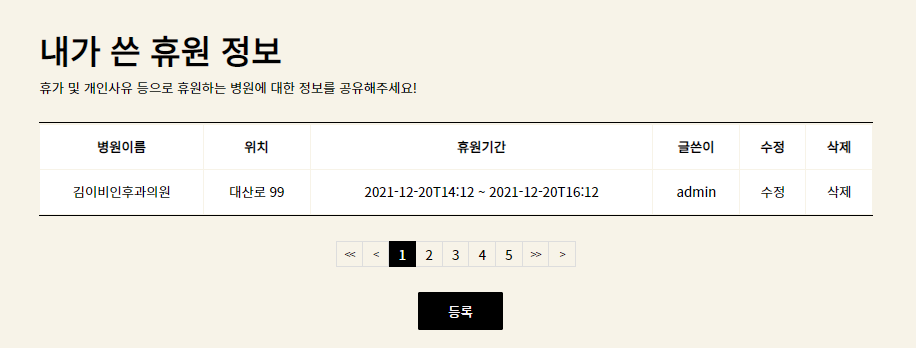 내가 쓴 휴원 정보
휴가 및 개인사유 등으로 휴원하는 병원에 대한 정보를 공유해주세요!
병원이름 위치 휴원기간 글쓴이 수정 삭제
김이비인후과의원 대산로 99 2021-12-20T14:12 ~ 2021-12-20T16:12 admin 수정 삭제
<< < 1 2 3 4 5 >> >
등록